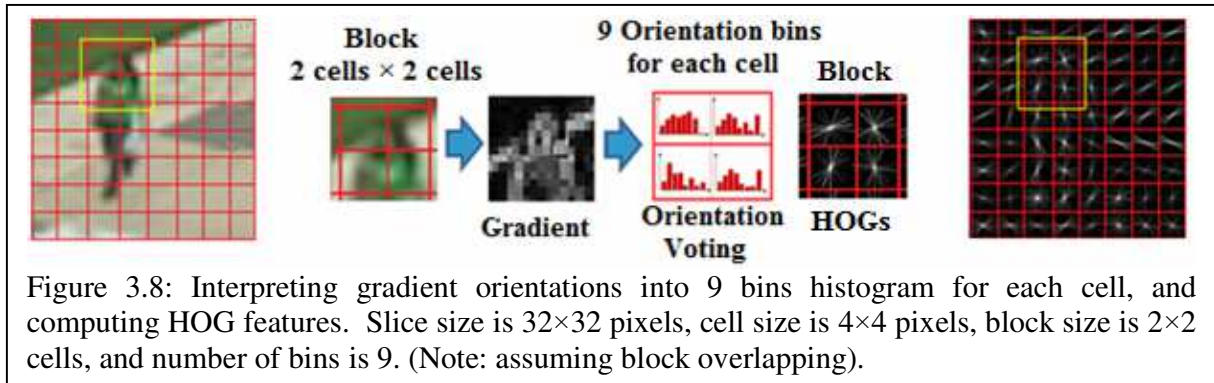 Block
2 cells × 2 cells
9 Orientation bins
for each cell
Block
Gradient
Orientation
Voting
HOGs
Figure 3.8: Interpreting gradient orientations into 9 bins histogram for each cell, and
computing HOG features. Slice size is 32×32 pixels, cell size is 4×4 pixels, block size is 2×2
cells, and number of bins is 9. (Note: assuming block overlapping).